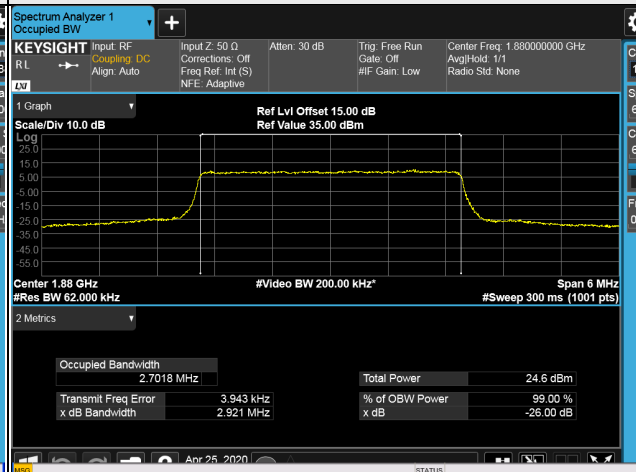 Spectrum Analyzer 1
Occupied BW
KEYSIGHT
RL
LXI
Input: RF
Coupling: DC
Align: Auto
Input Z: 50 Ω
Corrections: Off
Freq Ref: Int (S)
NFE: Adaptive
Atten: 30 dB
Trig: Free Run
Gate: Off
#IF Gain: Low
Center Freq: 1.880000000 GHz
Avg|Hold: 1/1
Radio Std: None
1 Graph
Scale/Div 10.0 dB
Ref Lvl Offset 15.00 dB
Ref Value 35.00 dBm
Log
25.0
15.0
5.00
-5.00
-15.0
-25.0
-35.0
-45.0
-55.0
Center 1.88 GHz
#Video BW 200.00 kHz*
Span 6 MHz
#Res BW 62.000 kHz
#Sweep 300 ms (1001 pts)
2 Metrics
Occupied Bandwidth
2.7018 MHz
Total Power 24.6 dBm
Transmit Freq Error 3.943 kHz
% of OBW Power 99.00 %
x dB Bandwidth 2.921 MHz
x dB -26.00 dB
Apr 25, 2020
MSG
STATUS